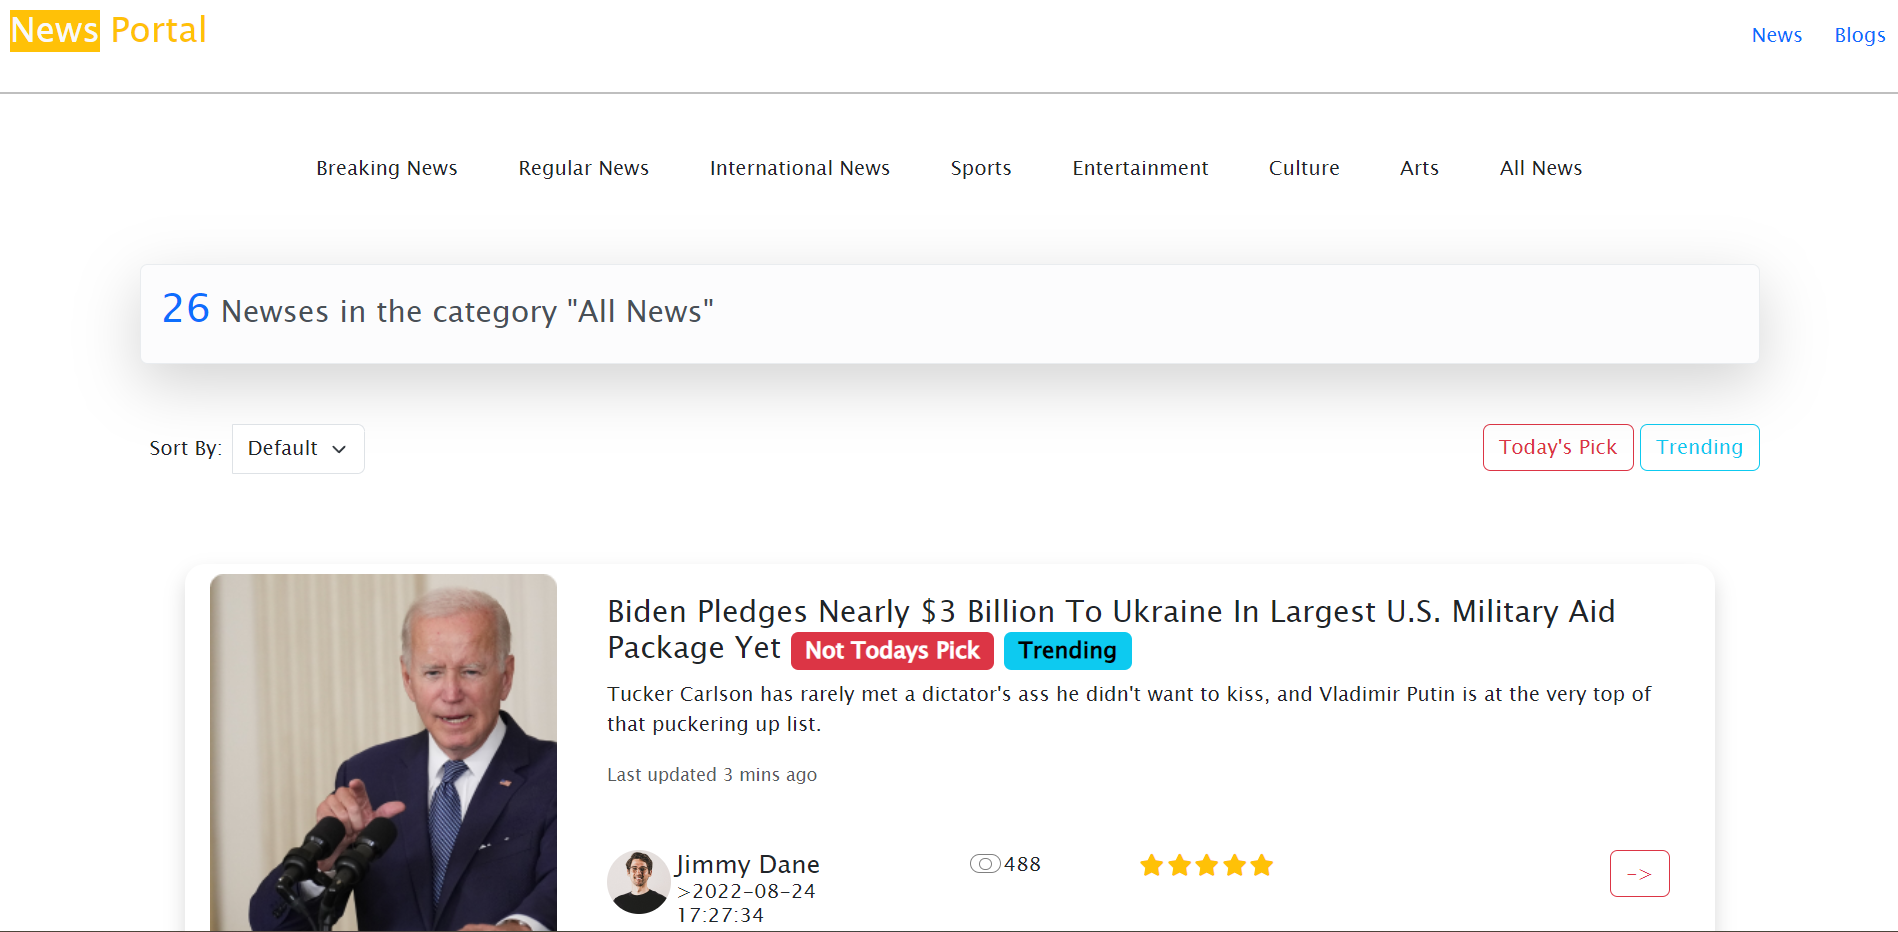 News Portal
News Blogs
Breaking News Regular News International News Sports Entertainment Culture Arts All News
26 Newses in the category "All News"
Sort By: Default Today's Pick Trending
Biden Pledges Nearly $3 Billion To Ukraine In Largest U.S. Military Aid
Package Yet Not Todays Pick Trending
Tucker Carlson has rarely met a dictator's ass he didn't want to kiss, and Vladimir Putin is at the very top of
that puckering up list.
Last updated 3 mins ago
Jimmy Dane 488 ->
>2022-08-24
17:27:34